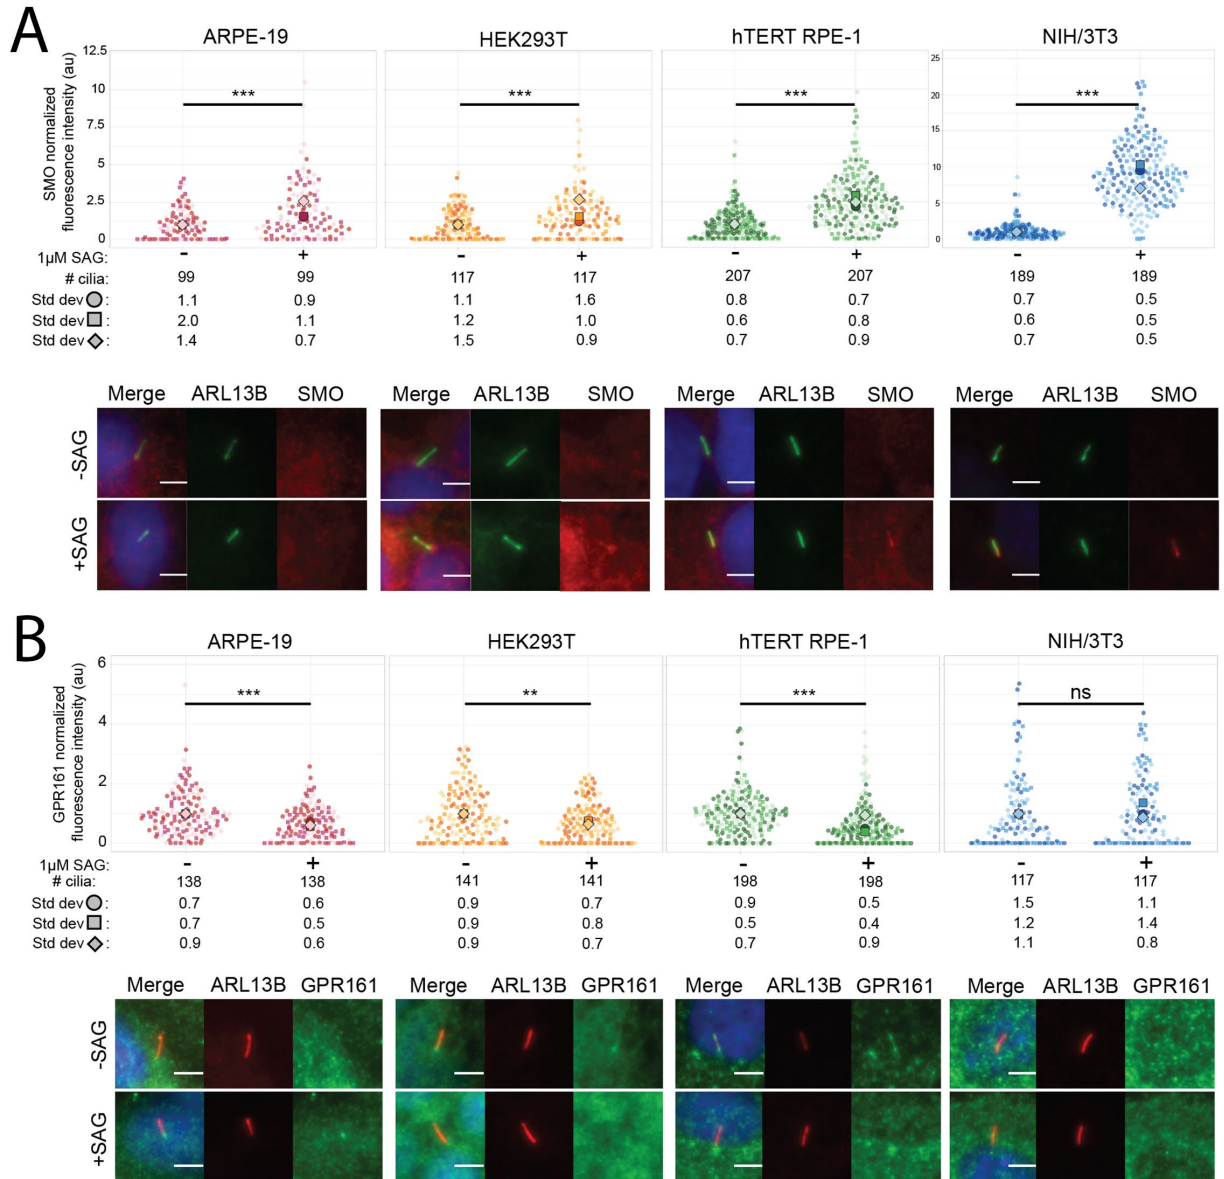 A
ARPE-19 HEK293T hTERT RPE-1 NIH/3T3
SMO normalized
fluorescence intensity (au)
12.5
10
7.5
5
2.5
0
25
20
15
10
5
0
*** *** *** ***
1µM SAG: - + - + - + - +
# cilia: 99 99 117 117 207 207 189 189
Std dev : 1.1 0.9 1.1 1.6 0.8 0.7 0.7 0.5
Std dev : 2.0 1.1 1.2 1.0 0.6 0.8 0.6 0.5
Std dev : 1.4 0.7 1.5 0.9 0.7 0.9 0.7 0.5
Merge ARL13B SMO Merge ARL13B SMO Merge ARL13B SMO Merge ARL13B SMO
-SAG
+SAG
B
ARPE-19 HEK293T hTERT RPE-1 NIH/3T3
GPR161 normalized
fluorescence intensity (au)
6
4
2
0
*** ** *** ns
1µM SAG: - + - + - + - +
# cilia: 138 138 141 141 198 198 117 117
Std dev : 0.7 0.6 0.9 0.7 0.9 0.5 1.5 1.1
Std dev : 0.7 0.5 0.9 0.8 0.5 0.4 1.2 1.4
Std dev : 0.9 0.6 0.9 0.7 0.7 0.9 1.1 0.8
Merge ARL13B GPR161 Merge ARL13B GPR161 Merge ARL13B GPR161 Merge ARL13B GPR161
-SAG
+SAG